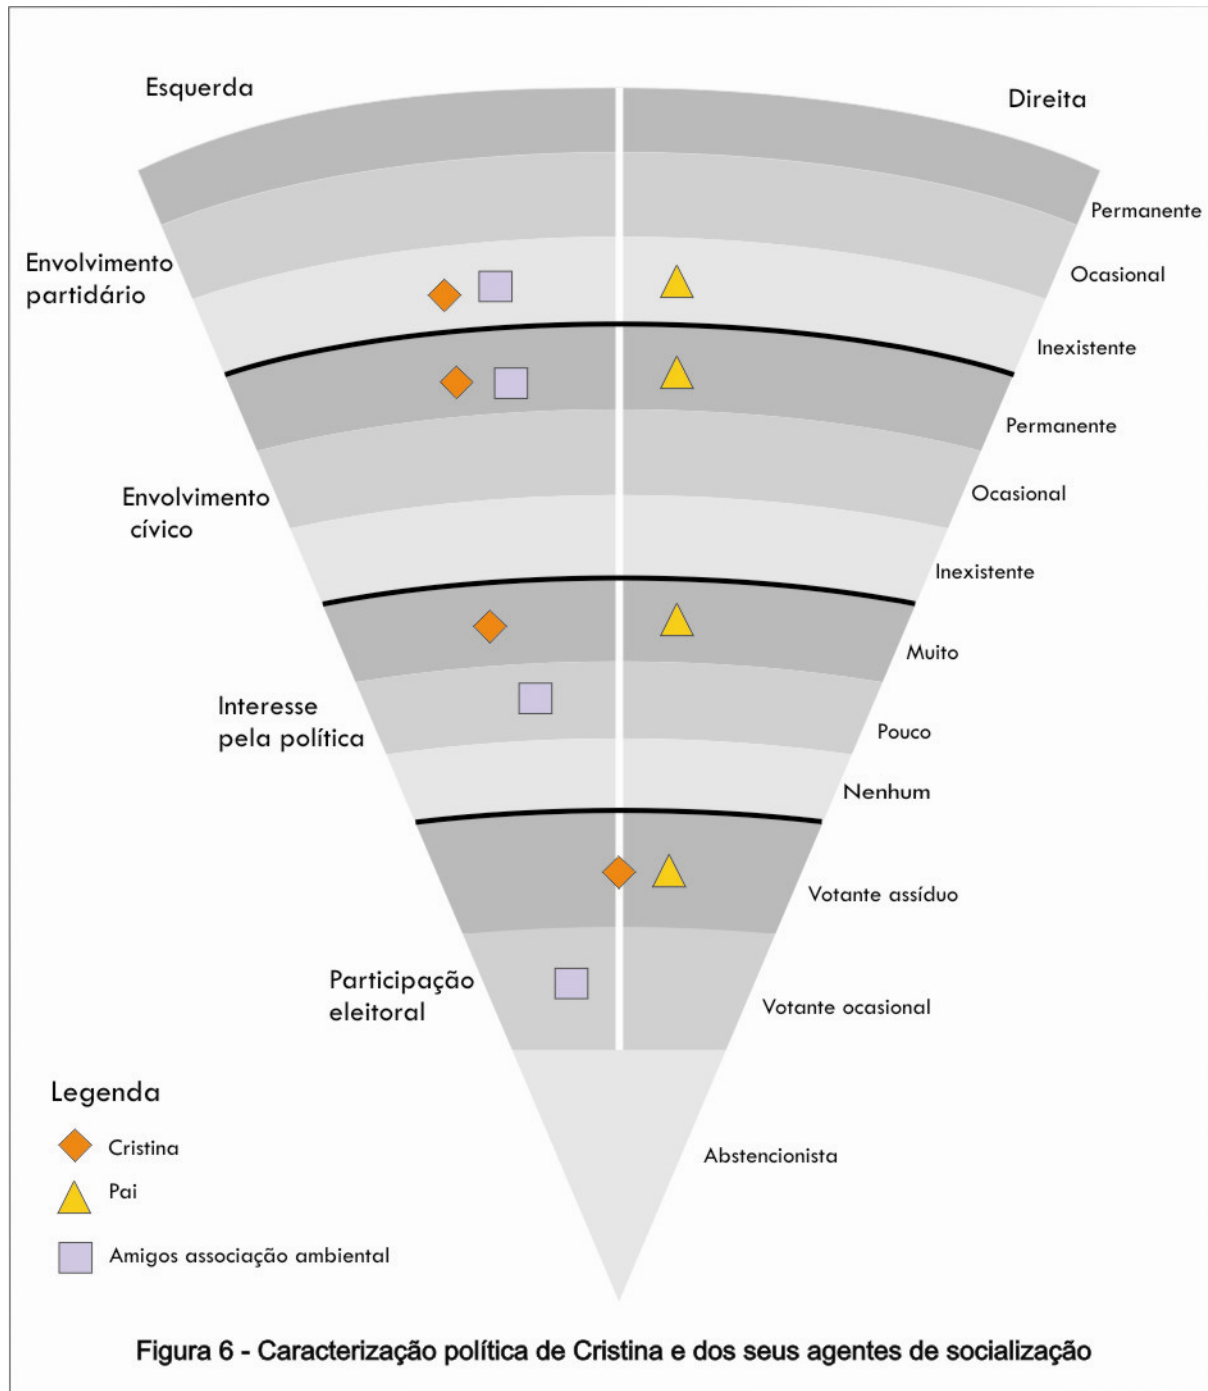 Esquerda
Direita
Permanente
Envolvimento
partidário
Ocasional
Inexistente
Permanente
Envolvimento
cívico
Ocasional
Inexistente
Muito
Interesse
pela política
Pouco
Nenhum
Votante assíduo
Participação
eleitoral
Votante ocasional
Legenda
Cristina
Abstencionista
Pai
Amigos associação ambiental
Figura 6 - Caracterização política de Cristina e dos seus agentes de socialização